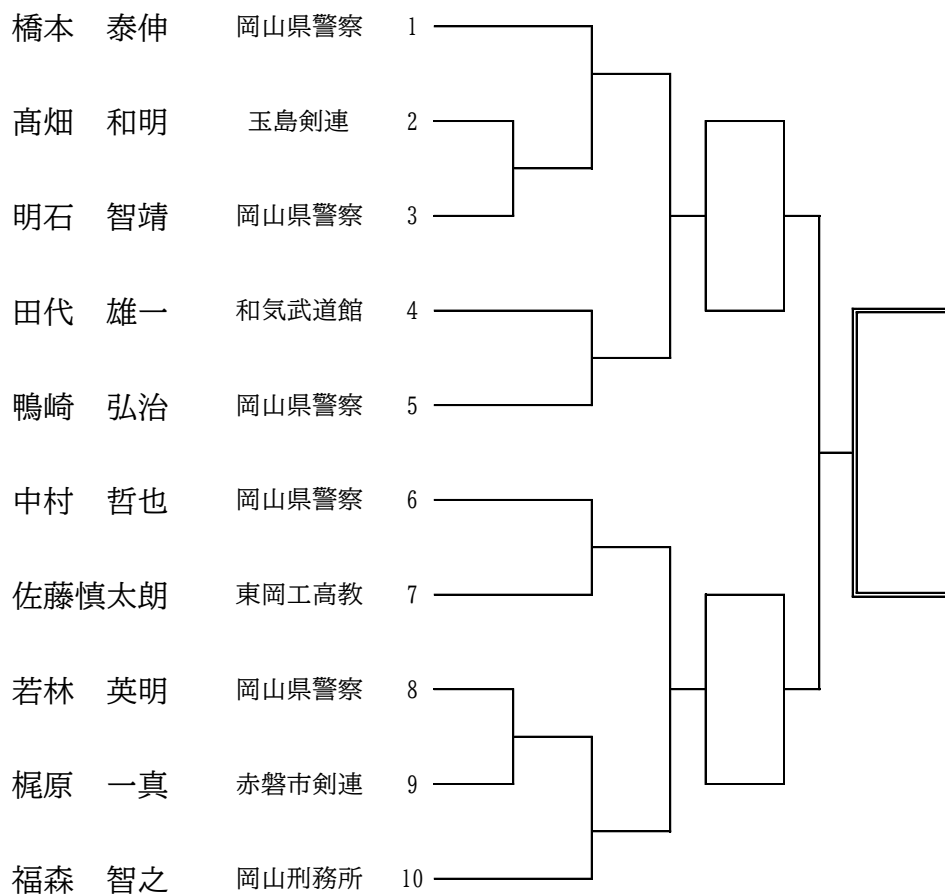 橋本　泰伸　岡山県警察　1
髙畑　和明　玉島剣連　2
明石　智靖　岡山県警察　3
田代　雄一　和気武道館　4
鴨崎　弘治　岡山県警察　5
中村　哲也　岡山県警察　6
佐藤慎太朗　東岡工高教　7
若林　英明　岡山県警察　8
梶原　一真　赤磐市剣連　9
福森　智之　岡山刑務所　10